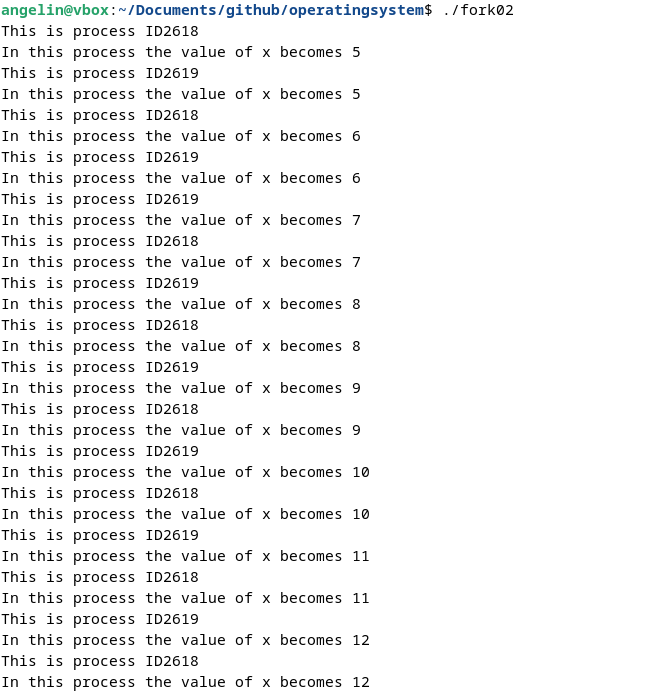 angelin@vbox:~/Documents/github/operatingsystem$ ./fork02
This is process ID2618
In this process the value of x becomes 5
This is process ID2619
In this process the value of x becomes 5
This is process ID2618
In this process the value of x becomes 6
This is process ID2619
In this process the value of x becomes 6
This is process ID2619
In this process the value of x becomes 7
This is process ID2618
In this process the value of x becomes 7
This is process ID2619
In this process the value of x becomes 8
This is process ID2618
In this process the value of x becomes 8
This is process ID2619
In this process the value of x becomes 9
This is process ID2618
In this process the value of x becomes 9
This is process ID2619
In this process the value of x becomes 10
This is process ID2618
In this process the value of x becomes 10
This is process ID2619
In this process the value of x becomes 11
This is process ID2618
In this process the value of x becomes 11
This is process ID2619
In this process the value of x becomes 12
This is process ID2618
In this process the value of x becomes 12